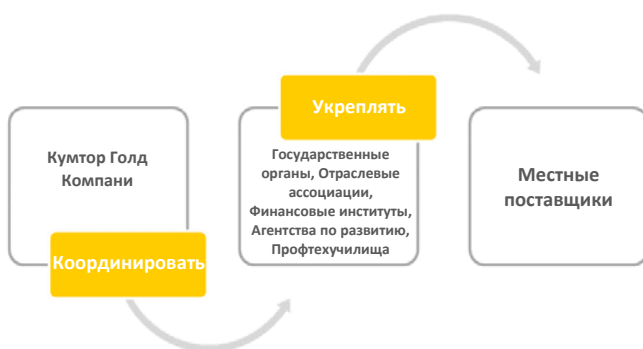 Кумтор Голд
Компани
Координировать
Укреплять
Государственные
органы, Отраслевые
ассоциации,
Финансовые институты,
Агентства по развитию,
Профтехучилища
Местные
поставщики